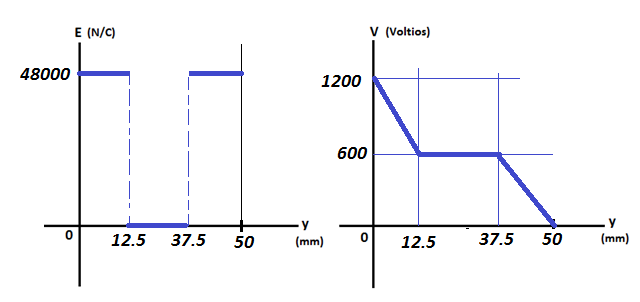 E (N/C)
48000
0
12.5
37.5
50
y
(mm)
V (Voltios)
1200
600
0
12.5
37.5
50
y
(mm)